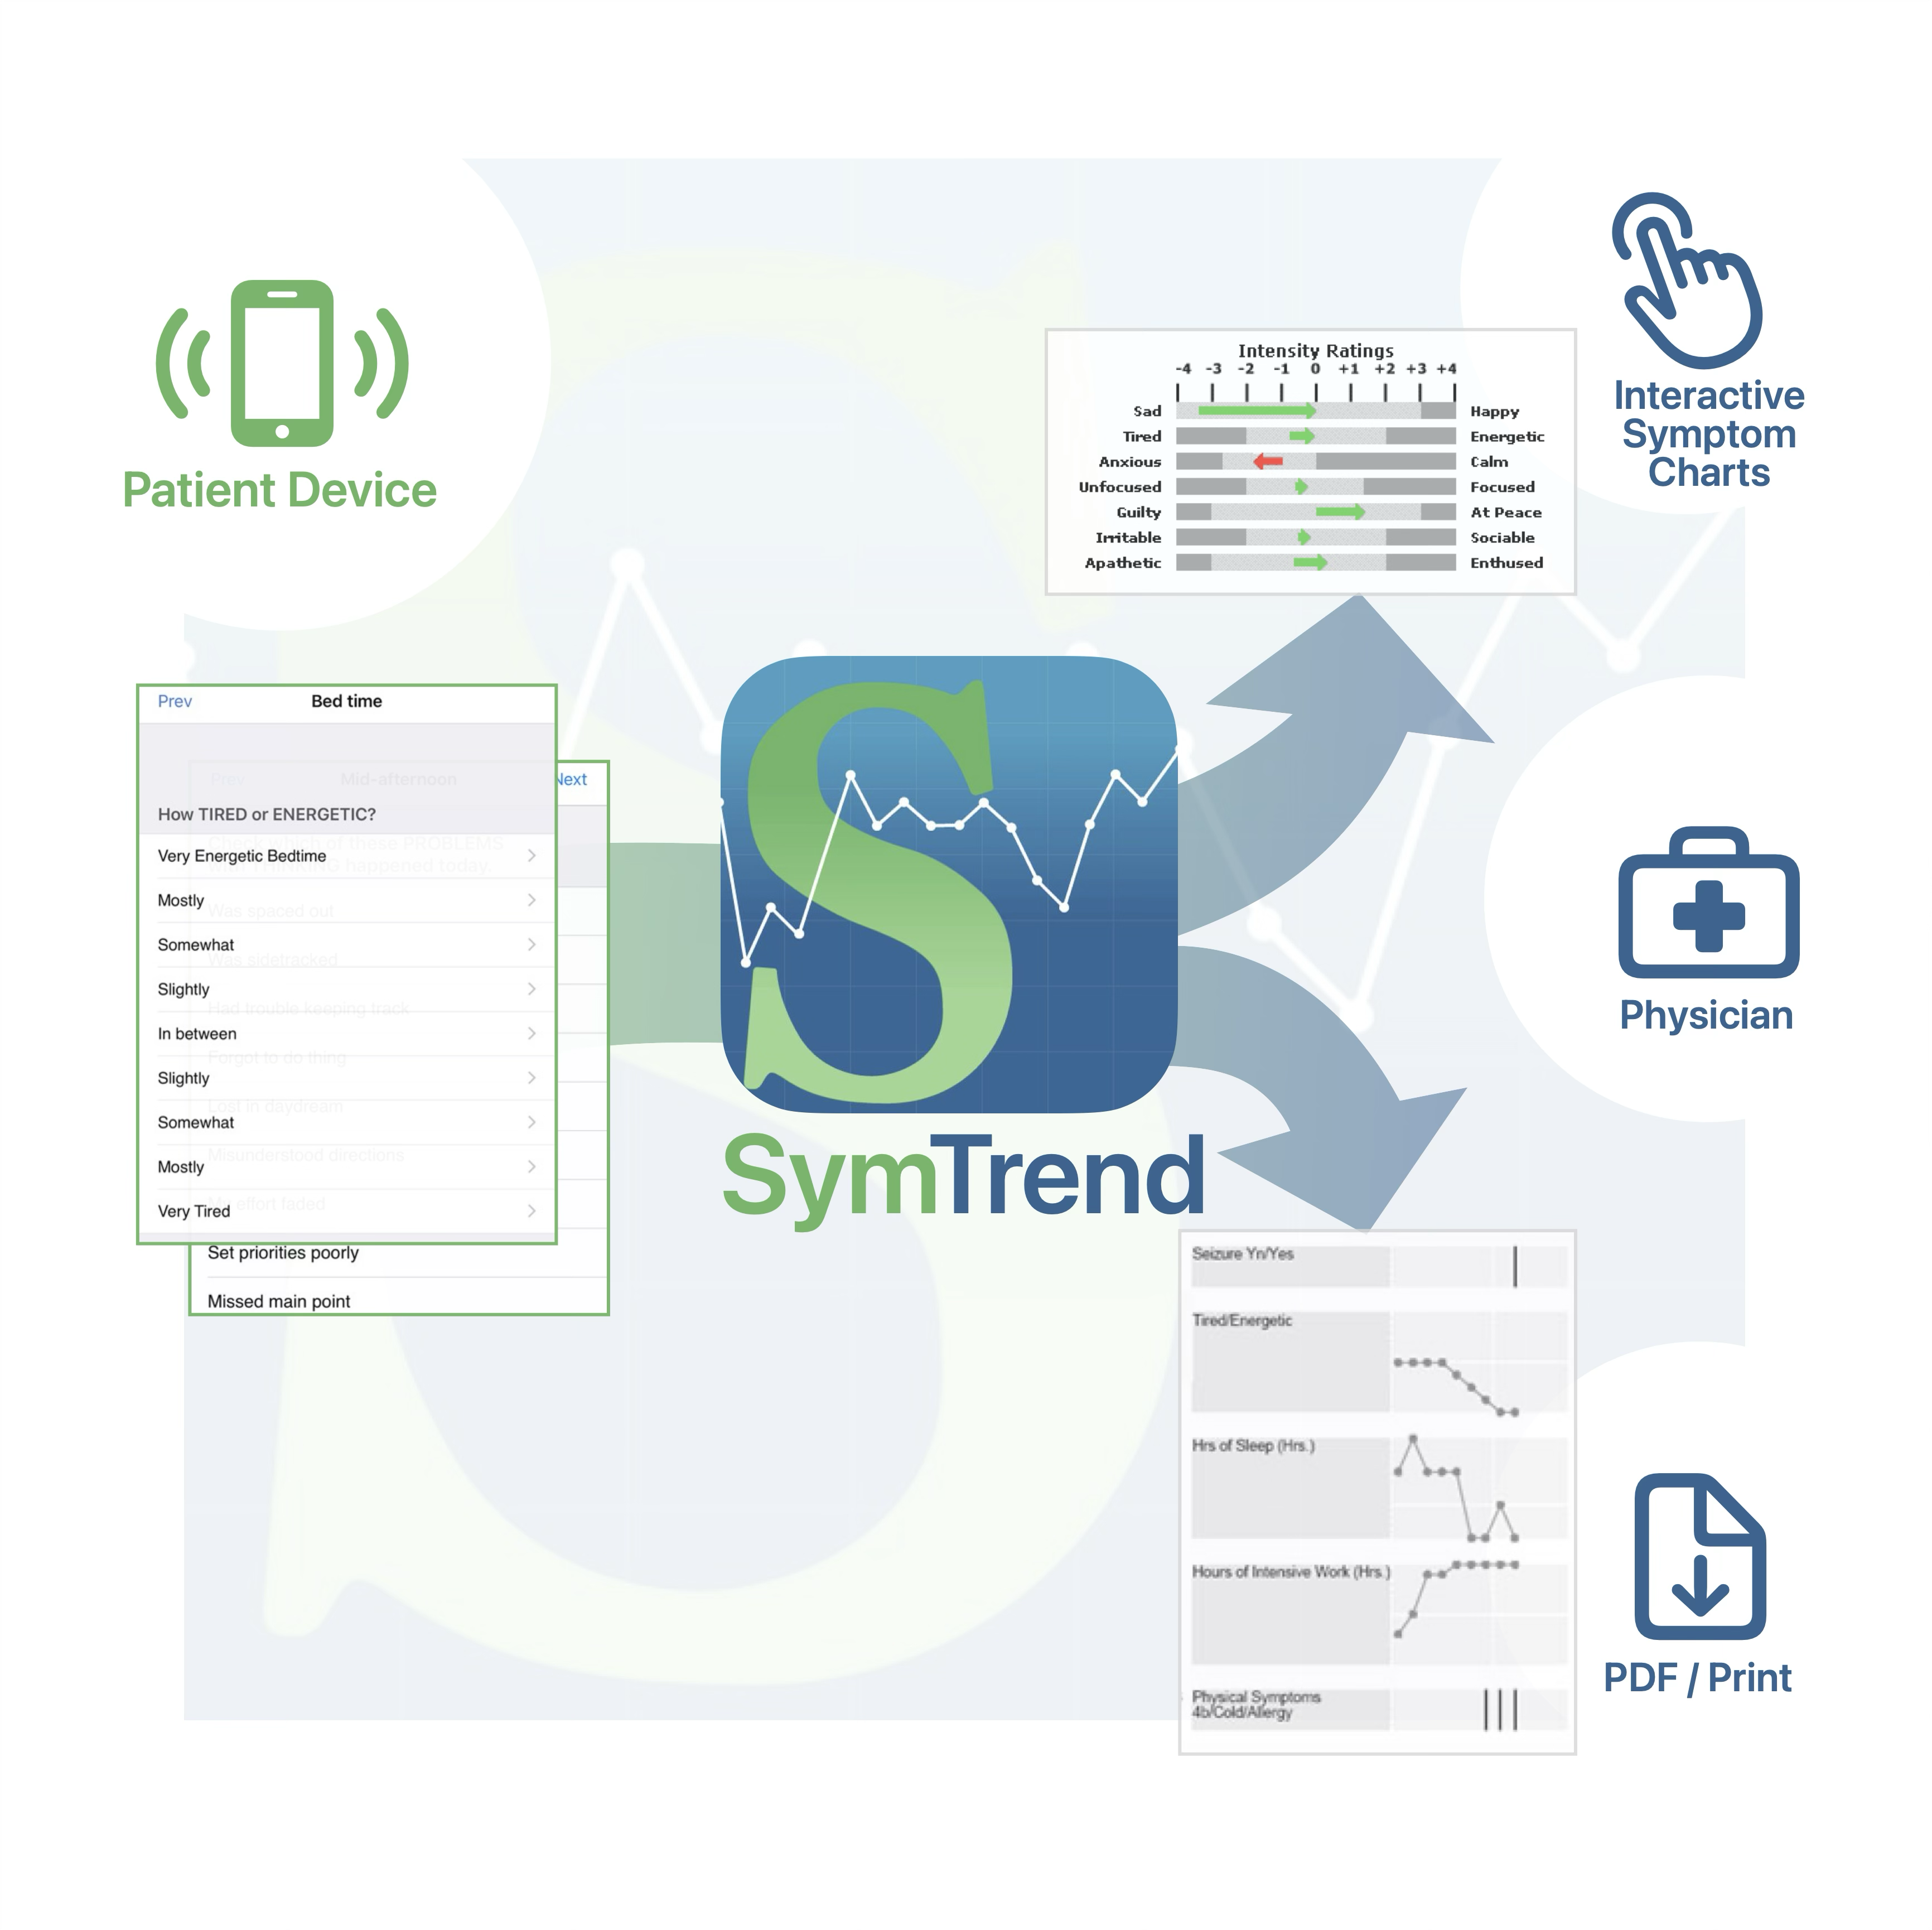 Patient Device
Prev
Bed time
How TIRED or ENERGETIC?
Very Energetic Bedtime
Mostly
Somewhat
Slightly
In between
Slightly
Somewhat
Mostly
Very Tired
Prev
Mid-afternoon
Next
Check which of these PROBLEMS
happened today.
Was spaced out
Was sidetracked
Had trouble keeping track
Forgot to do thing
Lost in daydream
Misunderstood directions
My effort faded
Set priorities poorly
Missed main point
SymTrend
Intensity Ratings
-4 -3 -2 -1 0 +1 +2 +3 +4
Sad Happy
Tired Energetic
Anxious Calm
Unfocused Focused
Guilty At Peace
Irritable Sociable
Apathetic Enthused
Interactive
Symptom
Charts
Physician
Seizure Yn/Yes
Tired/Energetic
Hrs of Sleep (Hrs.)
Hours of Intensive Work (Hrs.)
Physical Symptoms
4b/Cold/Allergy
PDF / Print